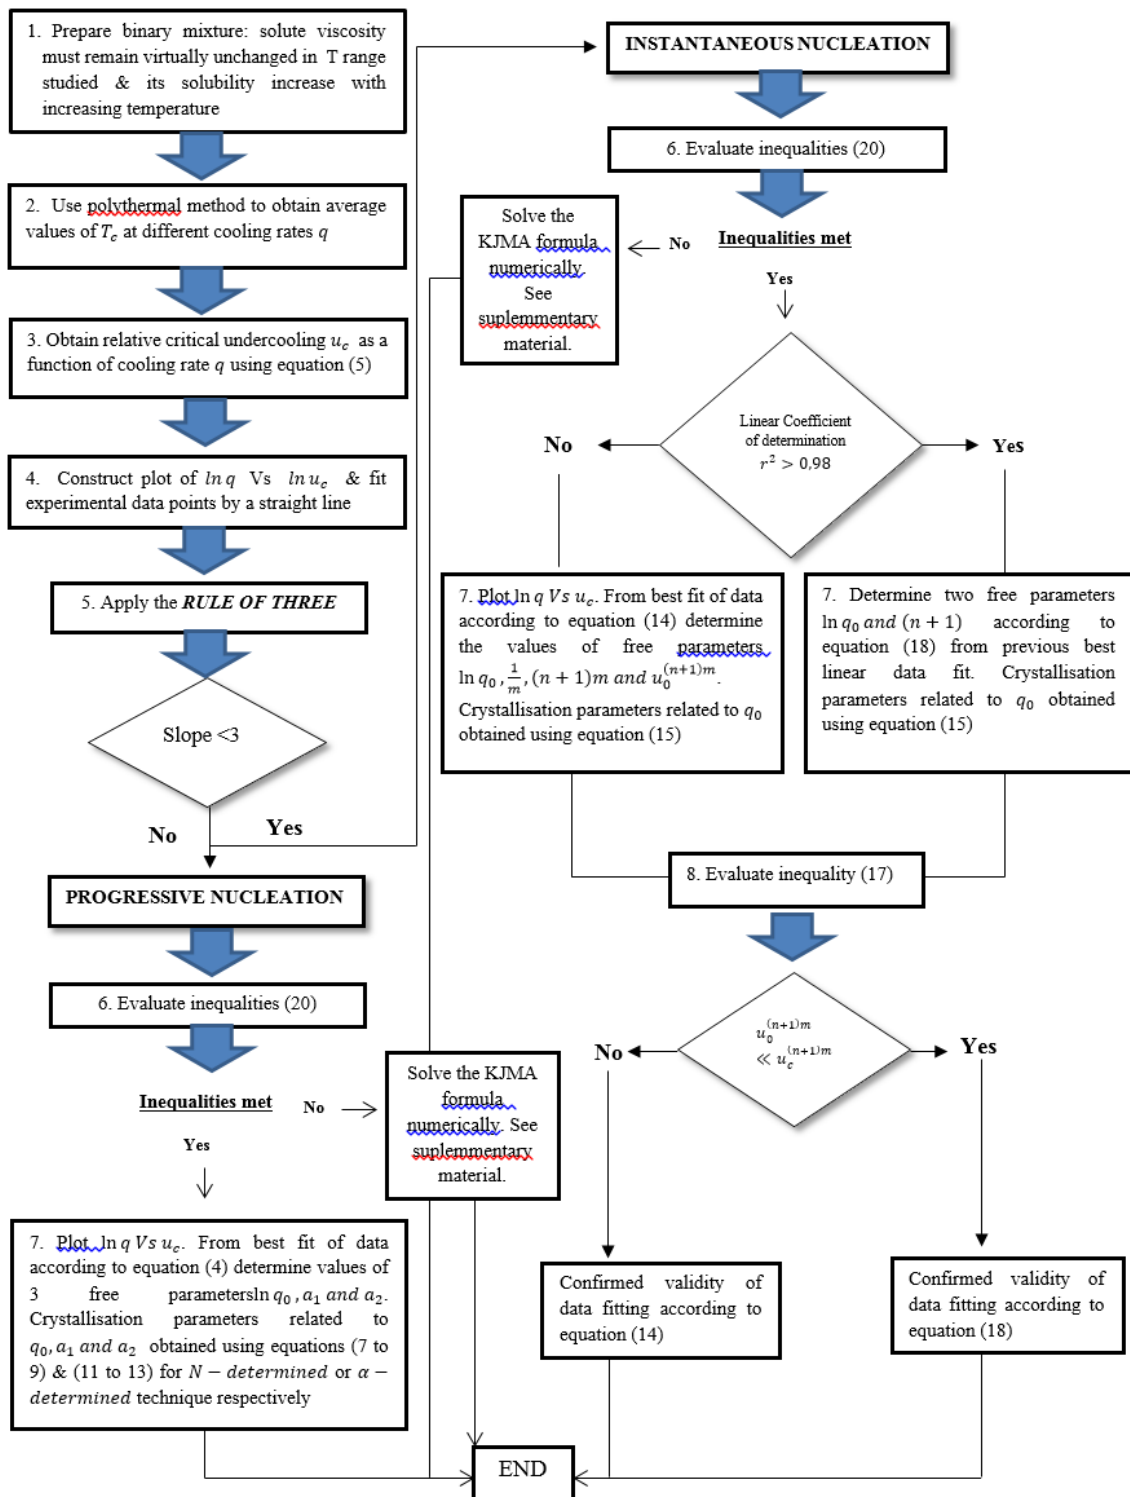 1. Prepare binary mixture: solute viscosity
must remain virtually unchanged in T range
studied & its solubility increase with
increasing temperature
2. Use polythermal method to obtain average
values of T_c at different cooling rates q
3. Obtain relative critical undercooling u_c as a
function of cooling rate q using equation (5)
4. Construct plot of ln q Vs ln u_c & fit
experimental data points by a straight line
5. Apply the RULE OF THREE
Slope <3
No
Yes
PROGRESSIVE NUCLEATION
6. Evaluate inequalities (20)
Inequalities met
No
Yes
Solve the KJMA
formula
numerically. See
suplemmentary
material.
7. Plot ln q Vs u_c. From best fit of data
according to equation (4) determine values of
3 free parametersln q_0, a_1 and a_2.
Crystallisation parameters related to
q_0, a_1 and a_2 obtained using equations (7 to
9) & (11 to 13) for N − determined or α −
determined technique respectively
INSTANTANEOUS NUCLEATION
6. Evaluate inequalities (20)
Inequalities met
No
Solve the
KJMA formula
numerically.
See
suplemmentary
material.
Yes
Linear Coefficient
of determination
r^2 > 0,98
No
Yes
7. Plot ln q Vs u_c. From best fit of data
according to equation (14) determine
the values of free parameters
ln q_0, 1/m, (n + 1)m and u_0^(n+1)m.
Crystallisation parameters related to q_0
obtained using equation (15)
7. Determine two free parameters
ln q_0 and (n + 1) according to
equation (18) from previous best
linear data fit. Crystallisation
parameters related to q_0 obtained
using equation (15)
8. Evaluate inequality (17)
u_0^(n+1)m
≪ u_c^(n+1)m
No
Yes
Confirmed validity of
data fitting according to
equation (14)
Confirmed validity of
data fitting according to
equation (18)
END